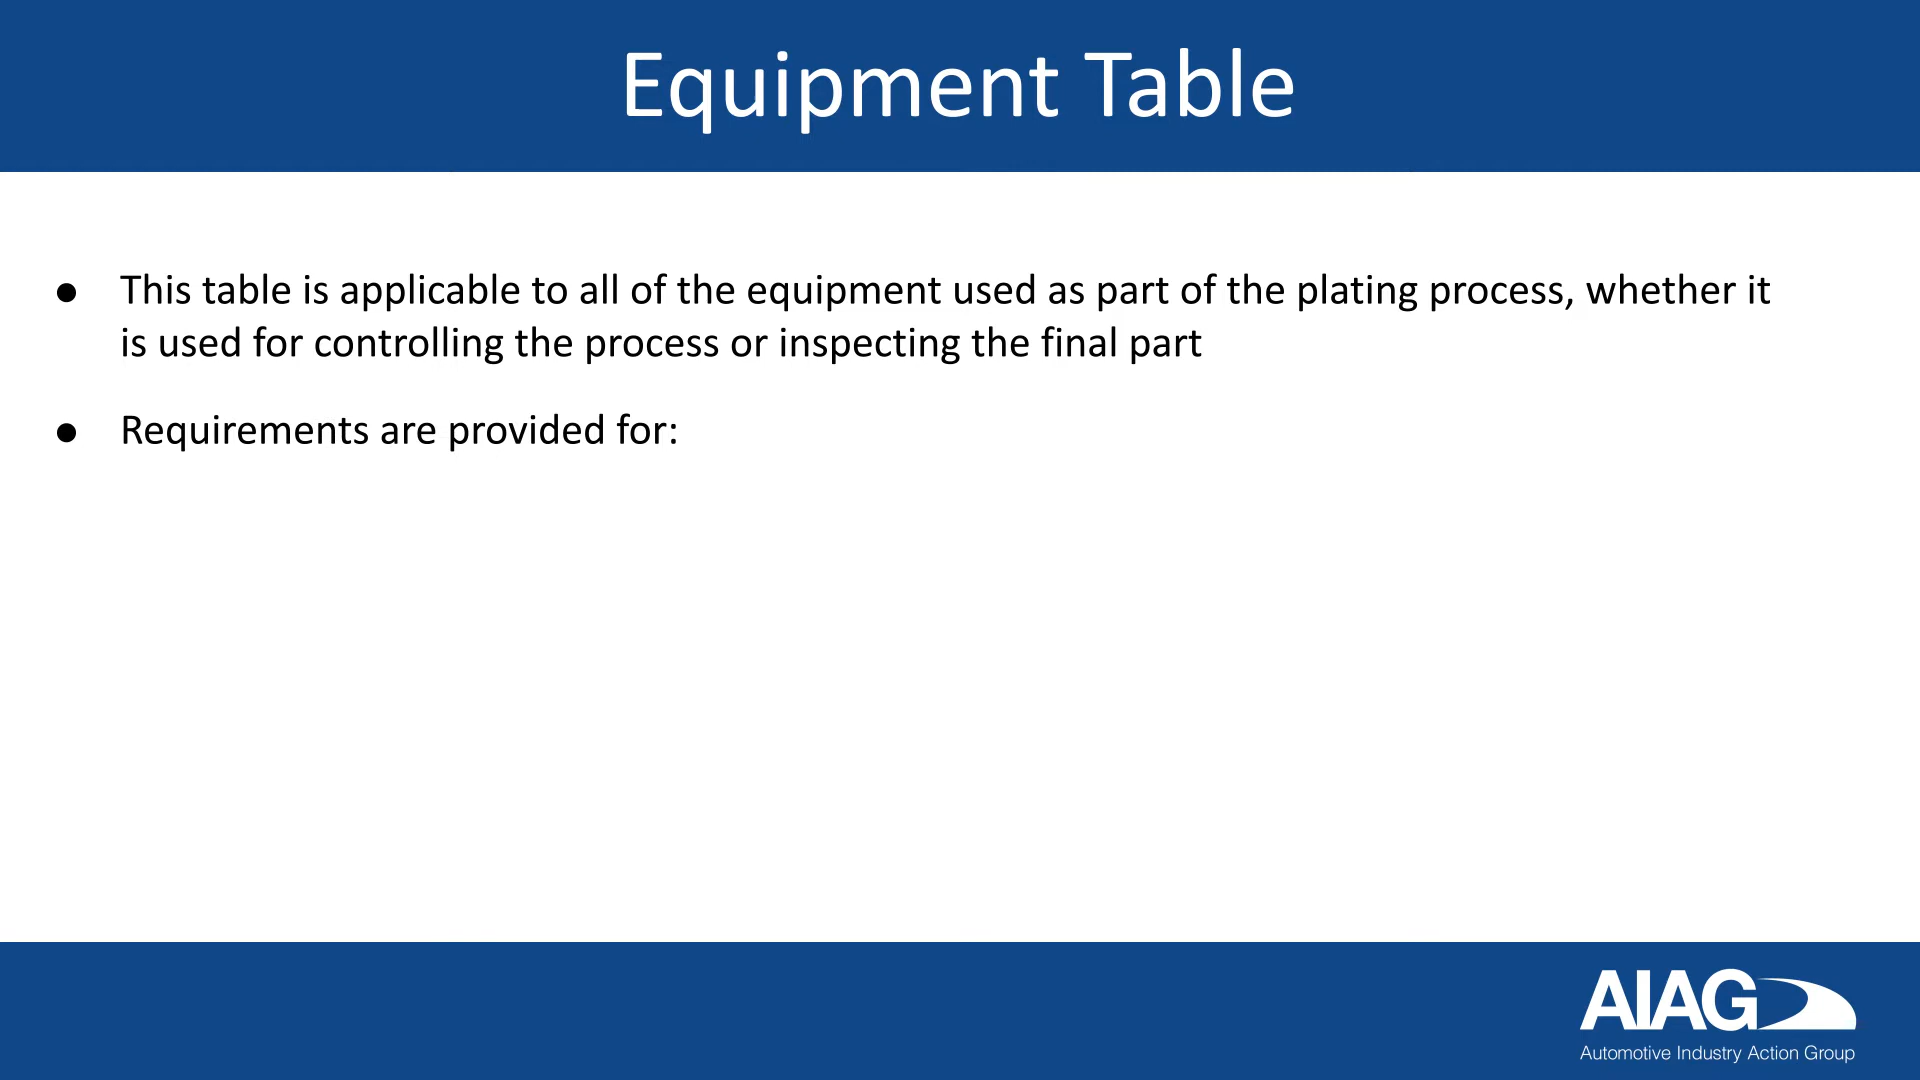 Equipment Table
● This table is applicable to all of the equipment used as part of the plating process, whether it
is used for controlling the process or inspecting the final part
● Requirements are provided for:
AIAG
Automotive Industry Action Group